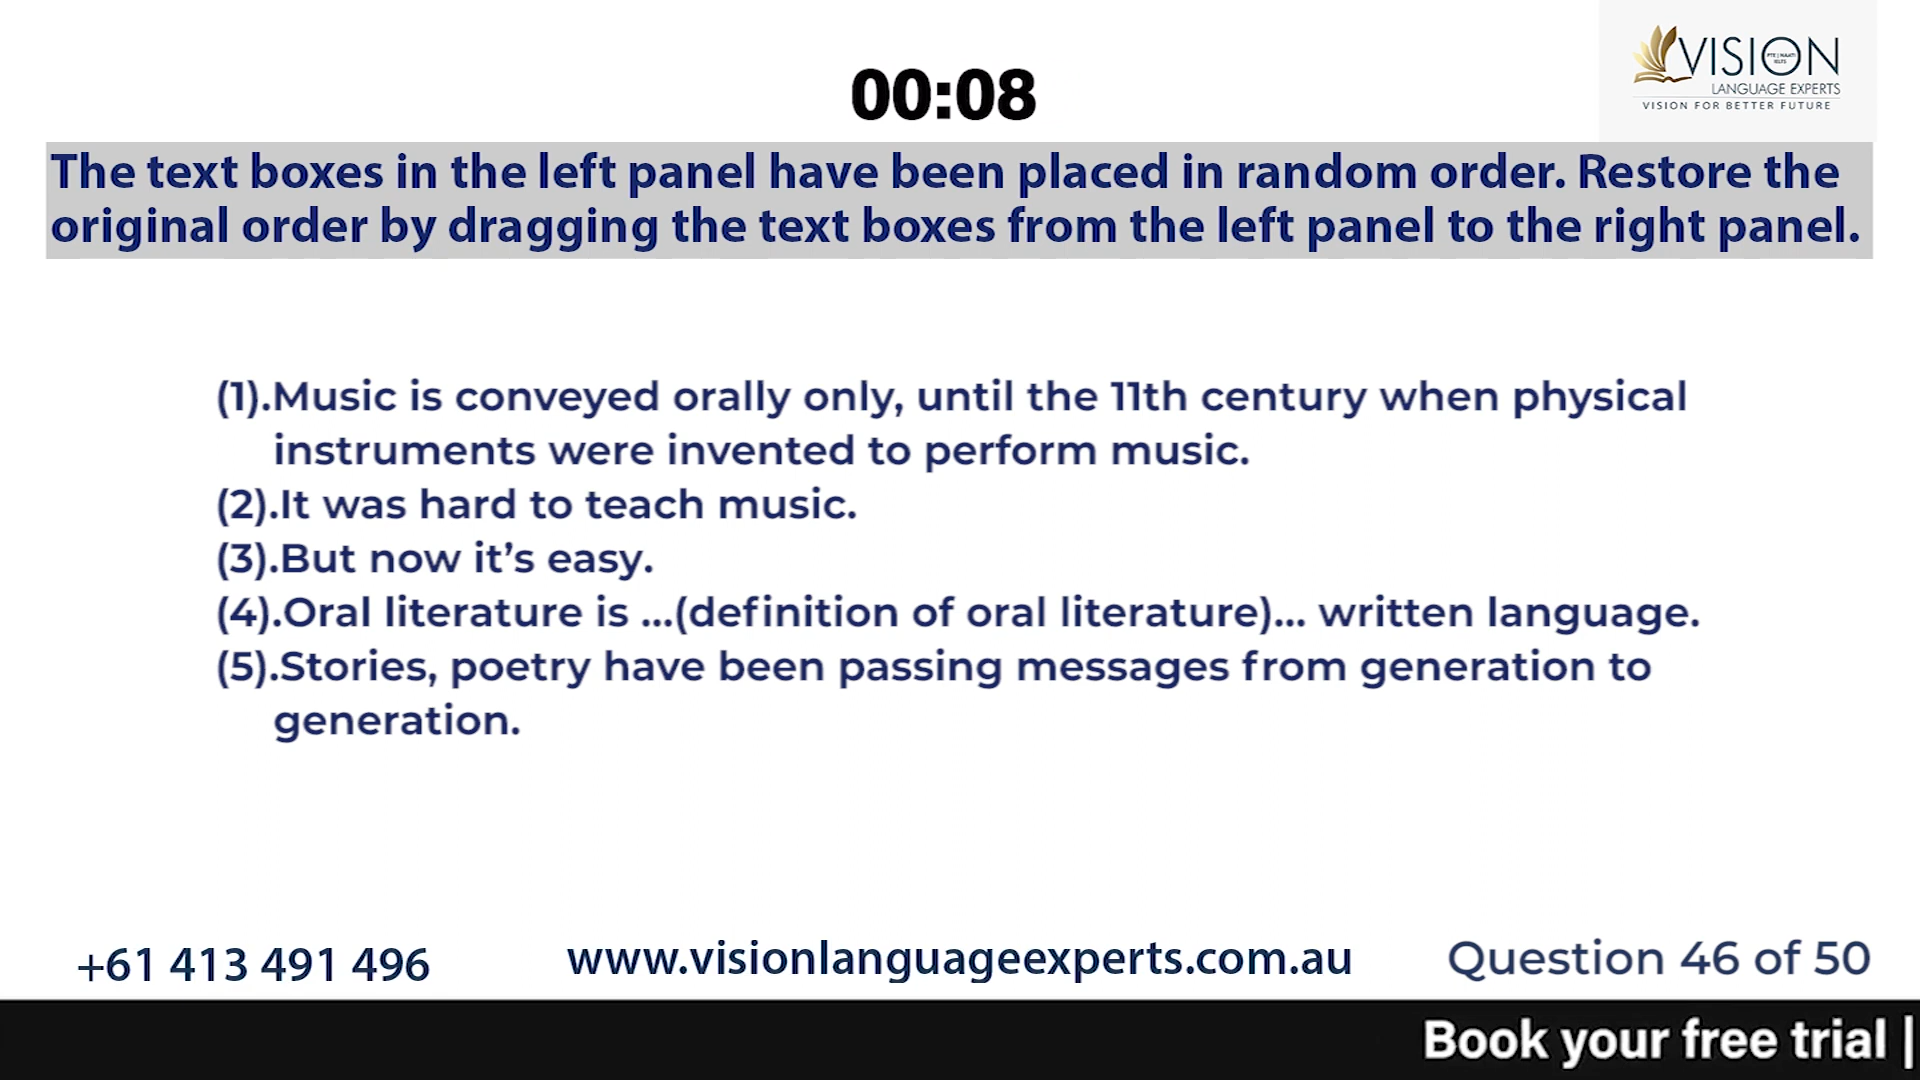 VISION
PTE | NAATI
IELTS
LANGUAGE EXPERTS
VISION FOR BETTER FUTURE
00:08
The text boxes in the left panel have been placed in random order. Restore the
original order by dragging the text boxes from the left panel to the right panel.
(1).Music is conveyed orally only, until the 11th century when physical
instruments were invented to perform music.
(2).It was hard to teach music.
(3).But now it’s easy.
(4).Oral literature is ...(definition of oral literature)... written language.
(5).Stories, poetry have been passing messages from generation to
generation.
+61 413 491 496
www.visionlanguageexperts.com.au
Question 46 of 50
Book your free trial |